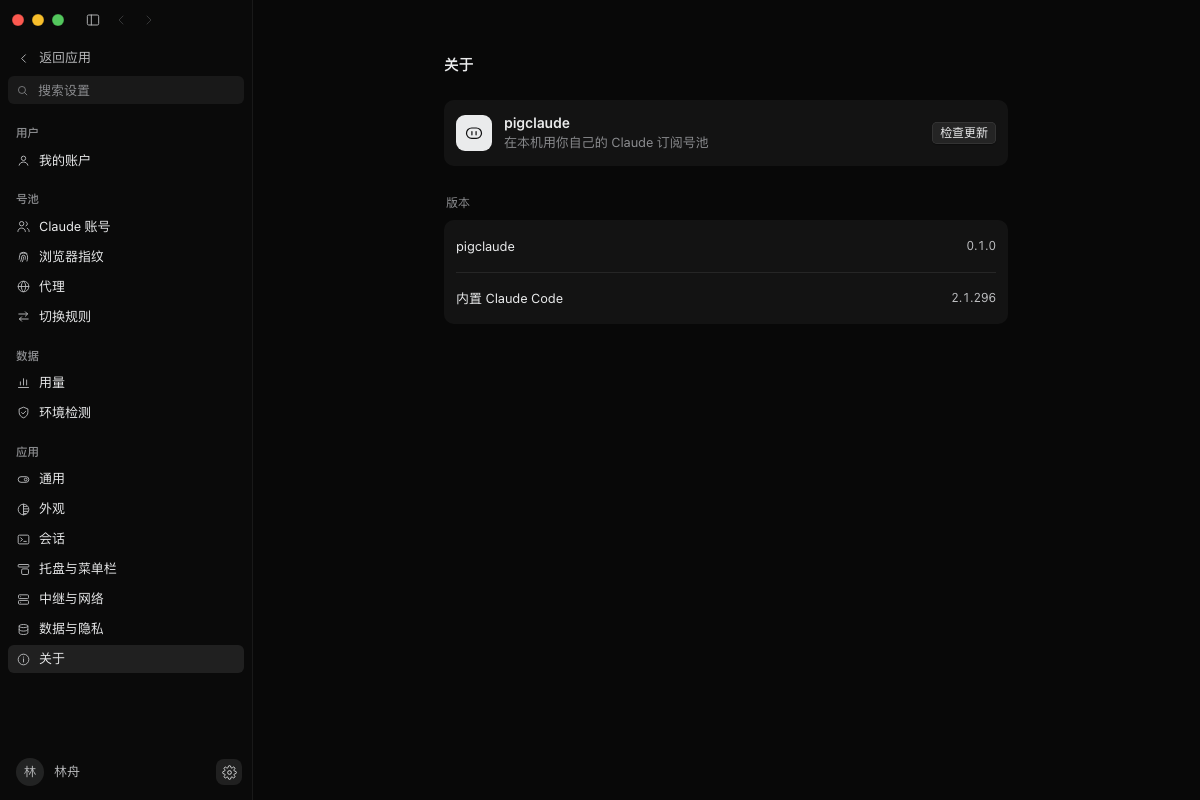 返回应用
搜索设置
用户
我的账户
号池
Claude 账号
浏览器指纹
代理
切换规则
数据
用量
环境检测
应用
通用
外观
会话
托盘与菜单栏
中继与网络
数据与隐私
关于
林 林舟
关于
pigclaude
在本机用你自己的 Claude 订阅号池
检查更新
版本
pigclaude 0.1.0
内置 Claude Code 2.1.296